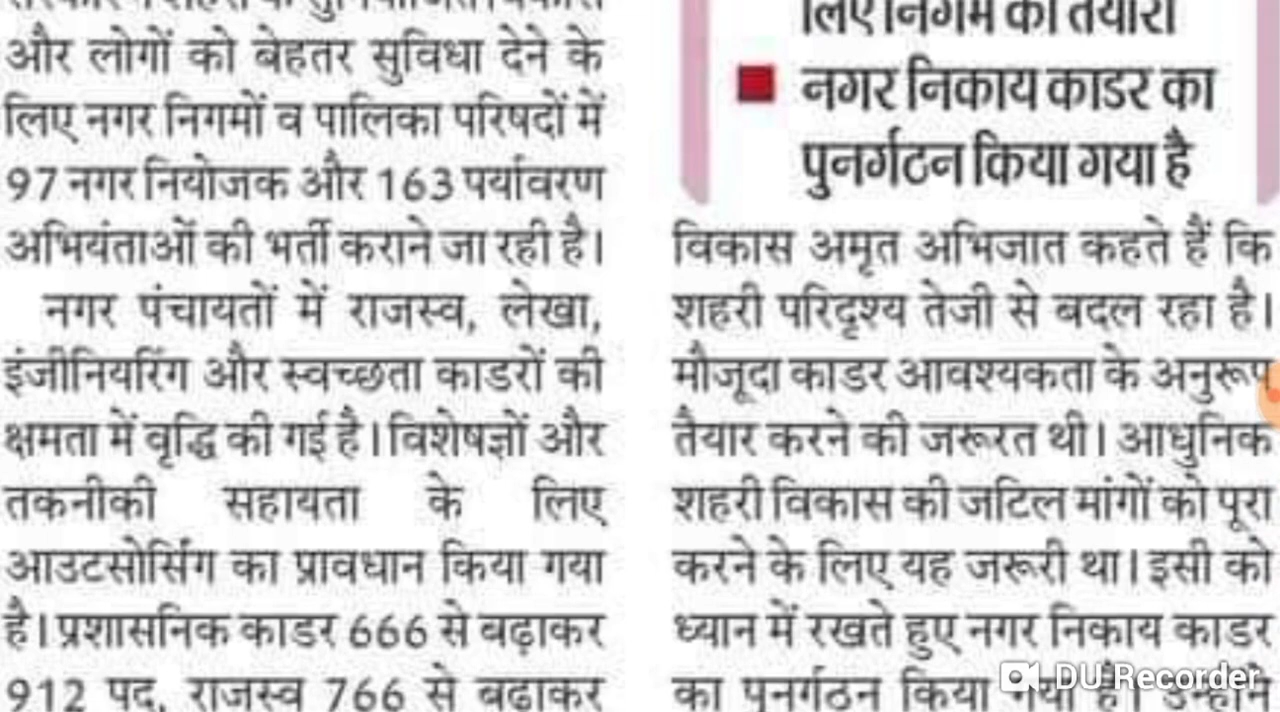 और लोगों को बेहतर सुविधा देने के
लिए नगर निगमों व पालिका परिषदों में
97 नगर नियोजक और 163 पर्यावरण
अभियंताओं की भर्ती कराने जा रही है।
नगर पंचायतों में राजस्व, लेखा,
इंजीनियरिंग और स्वच्छता काडरों की
क्षमता में वृद्धि की गई है। विशेषज्ञों और
तकनीकी सहायता के लिए
आउटसोर्सिंग का प्रावधान किया गया
है। प्रशासनिक काडर 666 से बढ़ाकर
912 पद, राजस्व 766 से बढ़ाकर
लिए निगम की तैयारी
नगर निकाय काडर का
पुनर्गठन किया गया है
विकास अमृत अभिजात कहते हैं कि
शहरी परिदृश्य तेजी से बदल रहा है।
मौजूदा काडर आवश्यकता के अनुरूप
तैयार करने की जरूरत थी। आधुनिक
शहरी विकास की जटिल मांगों को पूरा
करने के लिए यह जरूरी था। इसी को
ध्यान में रखते हुए नगर निकाय काडर
का पुनर्गठन किया गया है। उन्होंने
DU Recorder